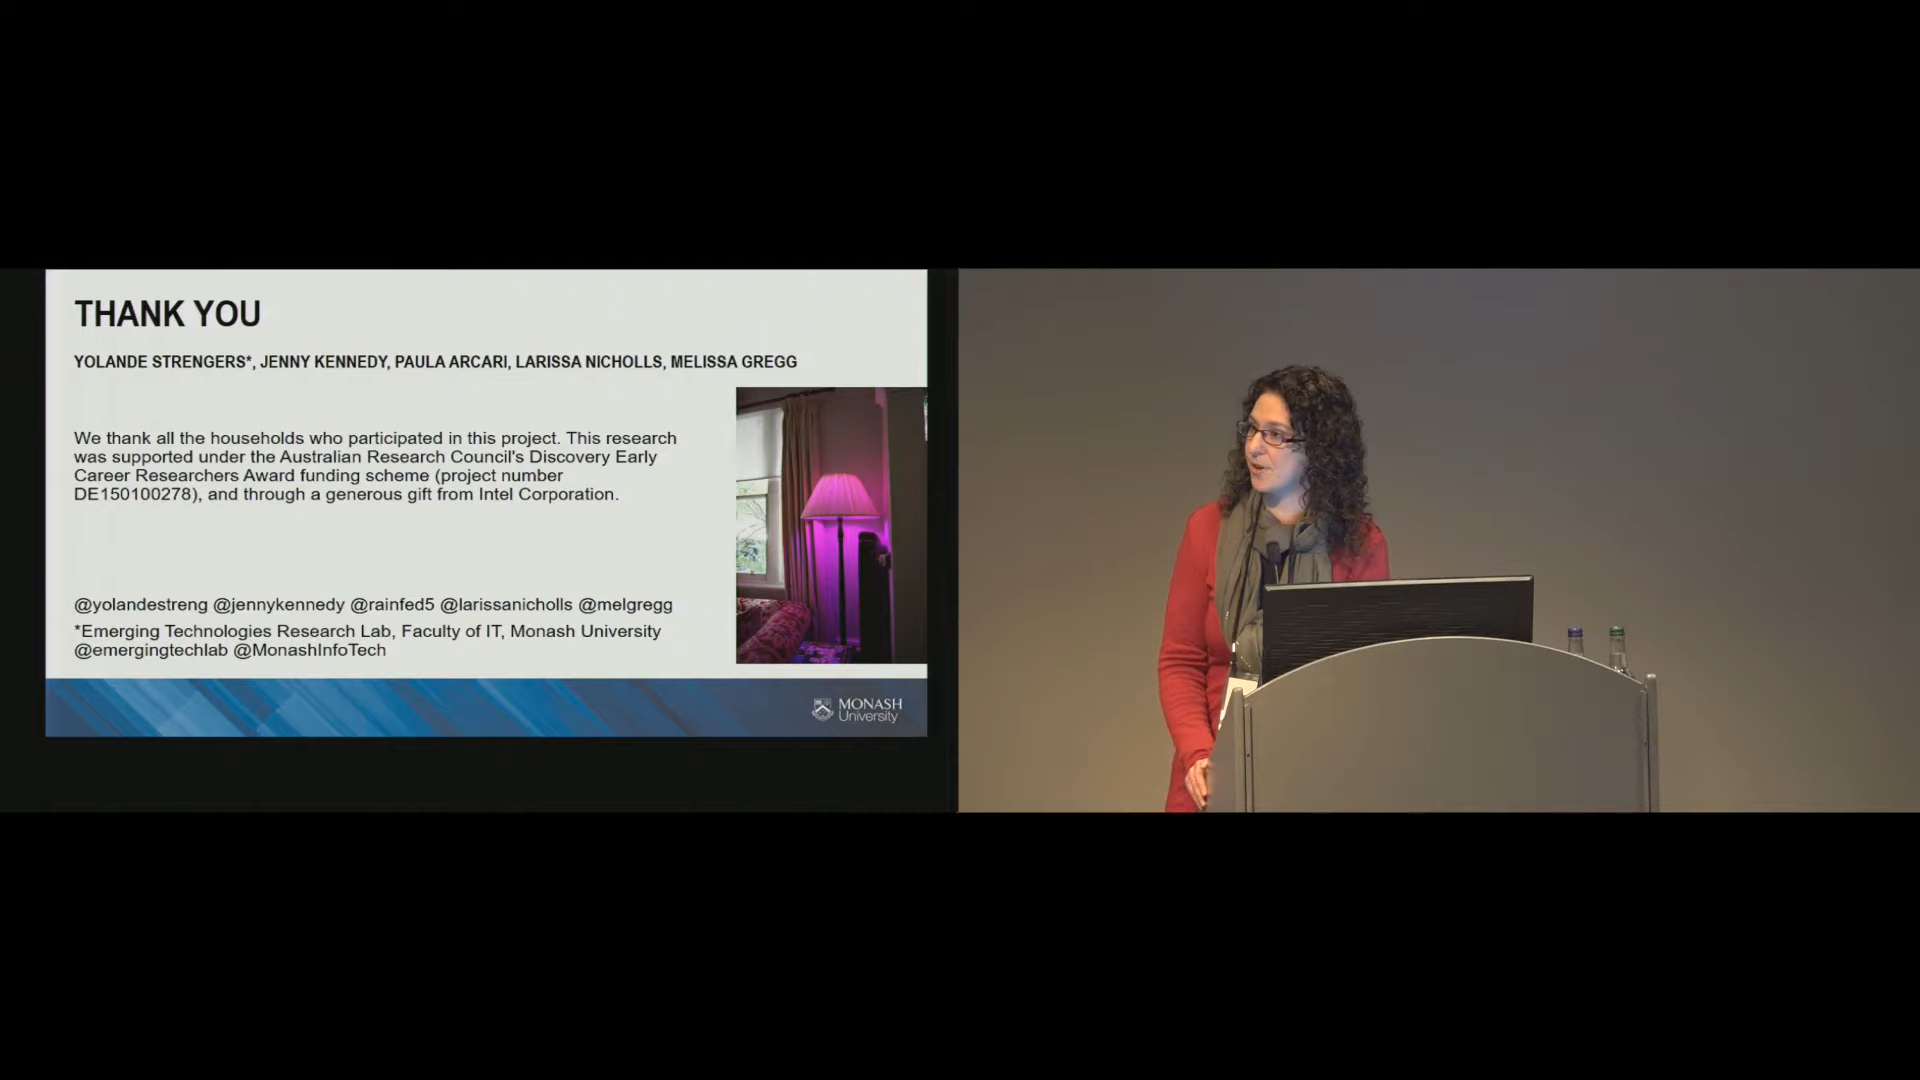 THANK YOU
YOLANDE STRENGERS*, JENNY KENNEDY, PAULA ARCARI, LARISSA NICHOLLS, MELISSA GREGG
We thank all the households who participated in this project. This research
was supported under the Australian Research Council's Discovery Early
Career Researchers Award funding scheme (project number
DE150100278), and through a generous gift from Intel Corporation.
@yolandestreng @jennykennedy @rainfed5 @larissanicholls @melgregg
*Emerging Technologies Research Lab, Faculty of IT, Monash University
@emergingtechlab @MonashInfoTech
MONASH
University